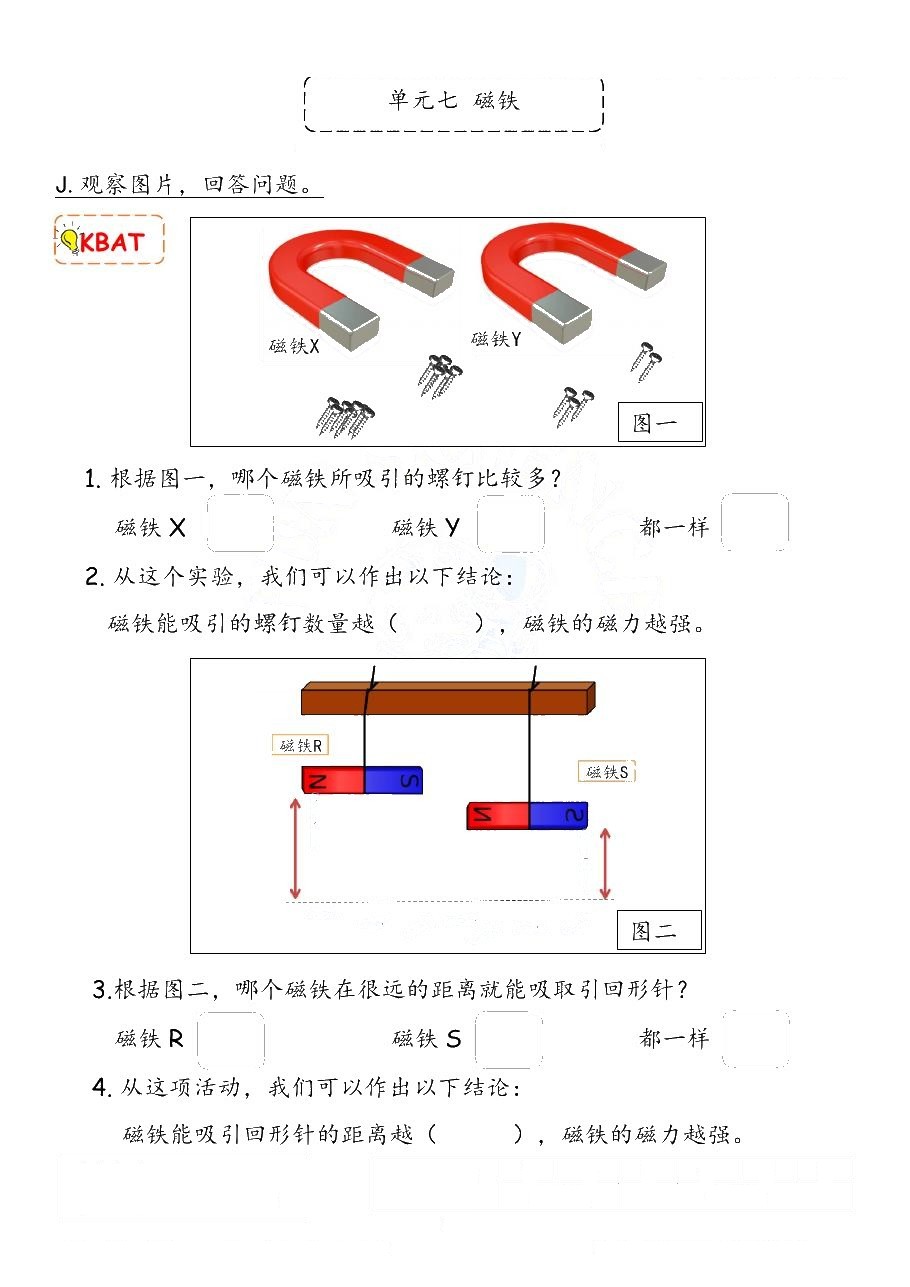 单元七 磁铁
J. 观察图片，回答问题。
KBAT
磁铁X
磁铁Y
图一
1. 根据图一，哪个磁铁所吸引的螺钉比较多？
磁铁 X 磁铁 Y 都一样
2. 从这个实验，我们可以作出以下结论：
磁铁能吸引的螺钉数量越（ ），磁铁的磁力越强。
磁铁R
磁铁S
N S
N S
图二
3.根据图二，哪个磁铁在很远的距离就能吸取引回形针？
磁铁 R 磁铁 S 都一样
4. 从这项活动，我们可以作出以下结论：
磁铁能吸引回形针的距离越（ ），磁铁的磁力越强。